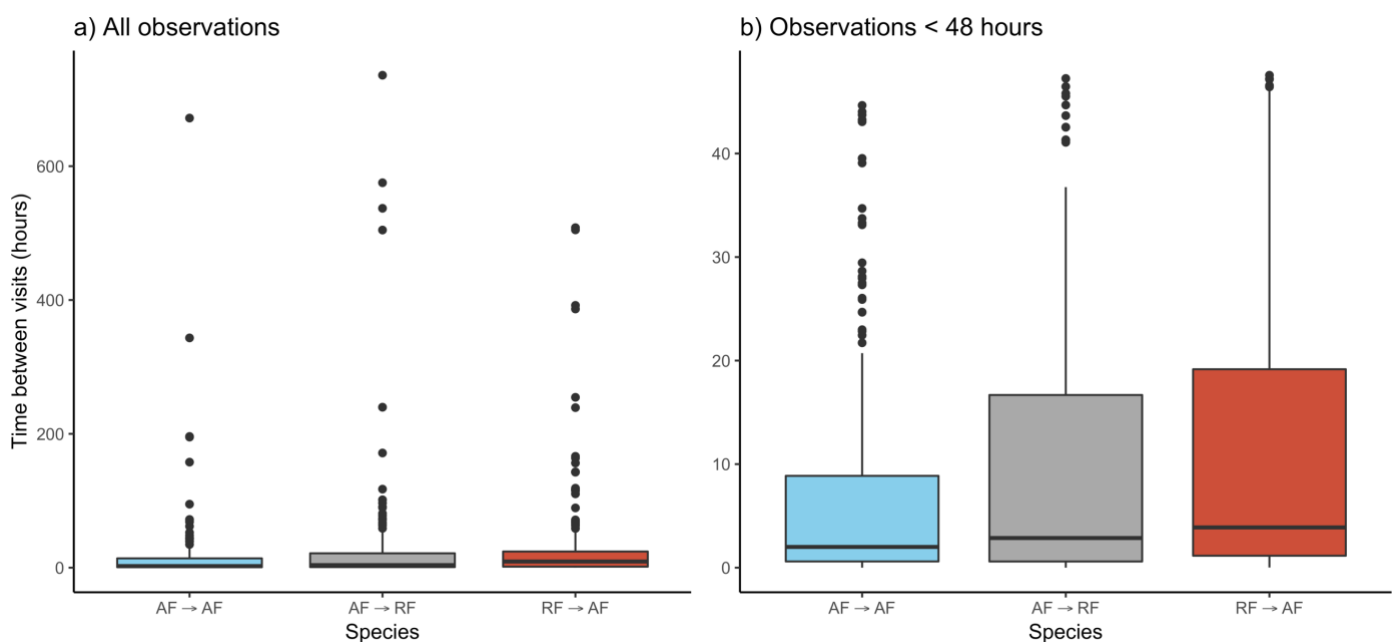 a) All observations
Time between visits (hours)
600
400
200
0
AF → AF
AF → RF
RF → AF
Species
b) Observations < 48 hours
40
30
20
10
0
AF → AF
AF → RF
RF → AF
Species